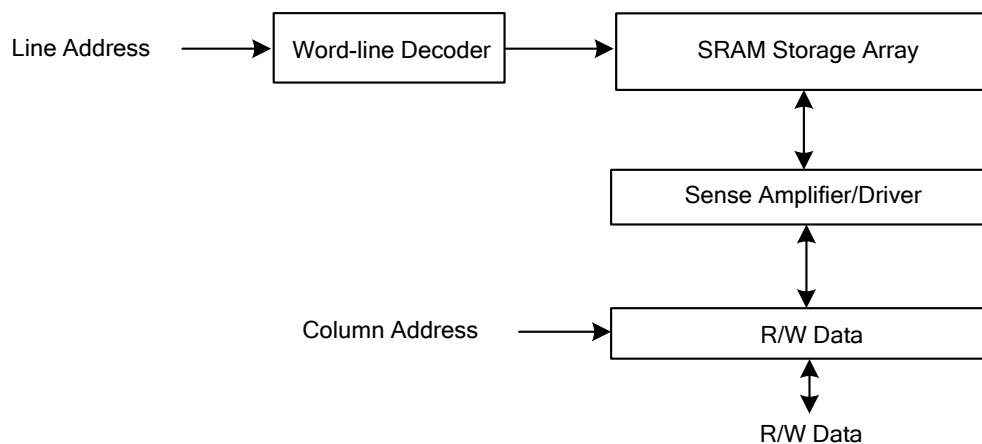 Line Address
Word-line Decoder
SRAM Storage Array
Sense Amplifier/Driver
Column Address
R/W Data
R/W Data